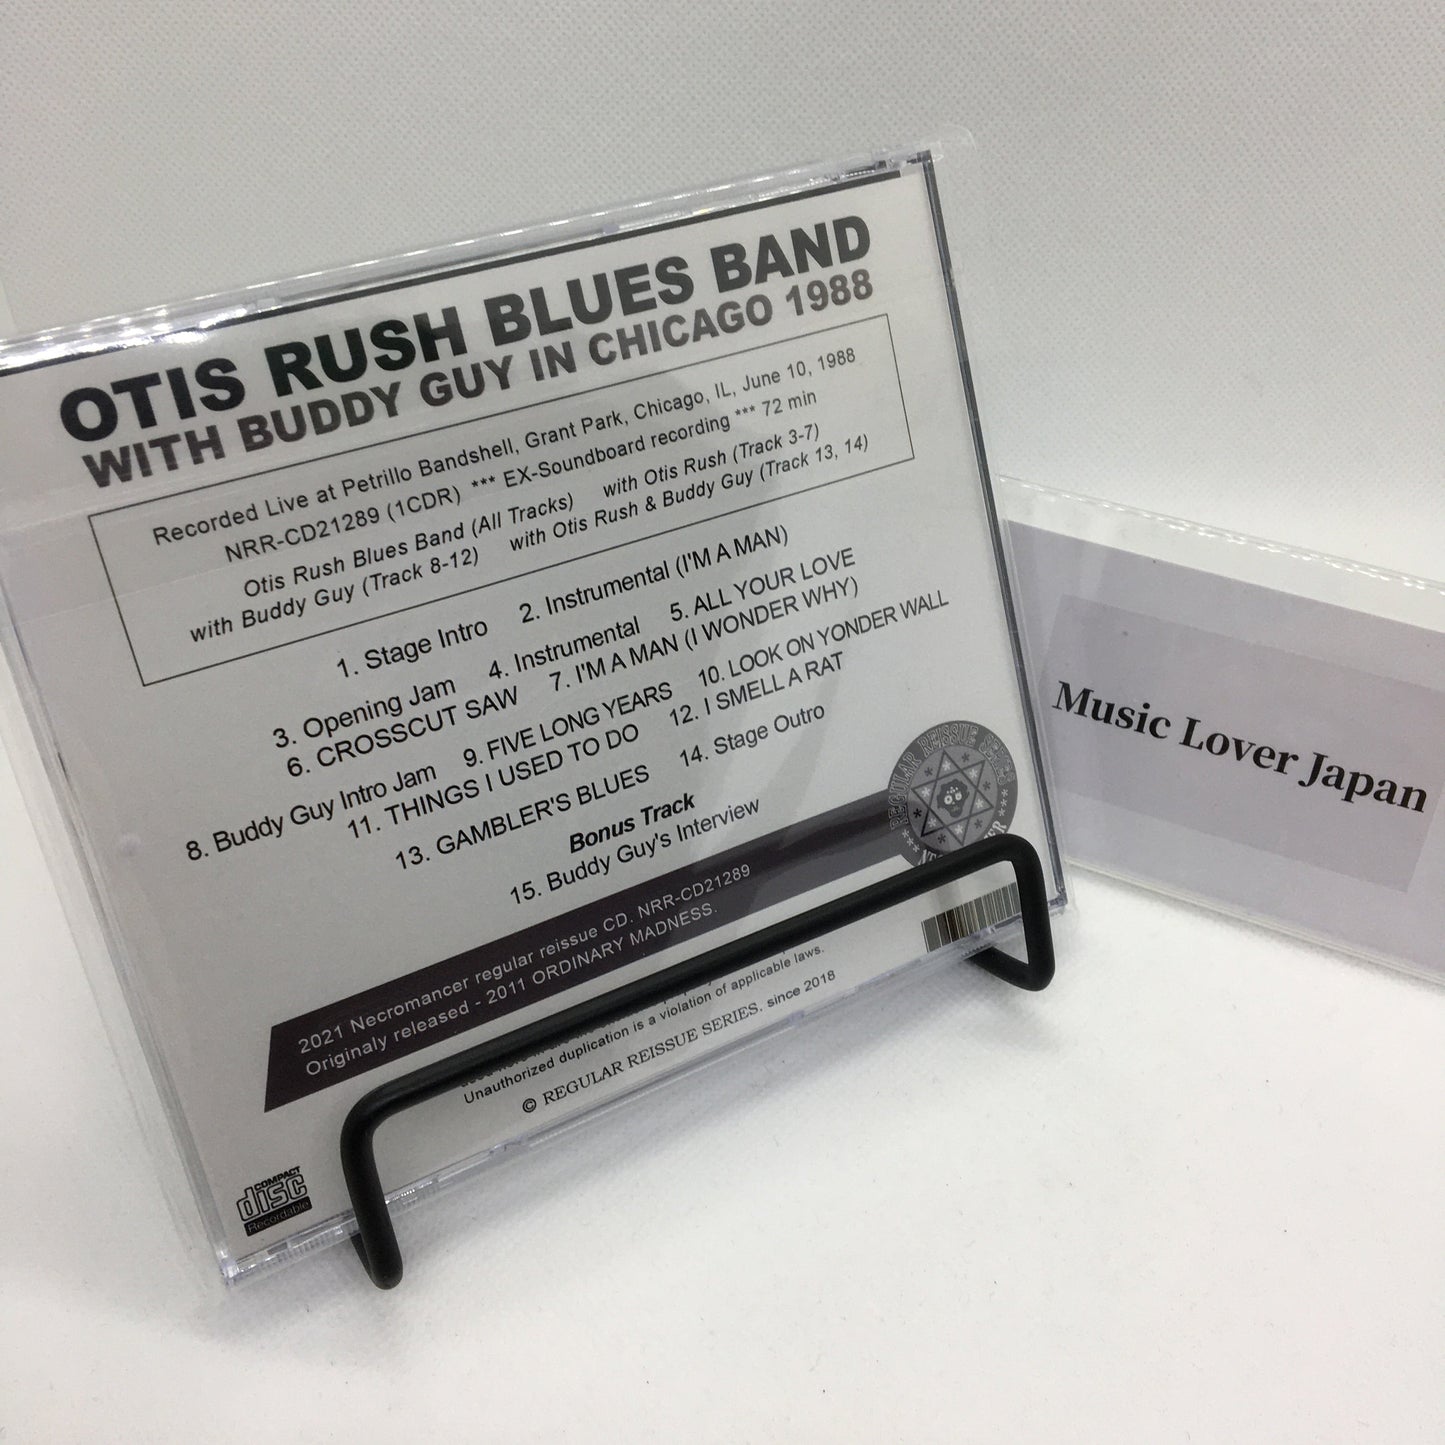 OTIS RUSH BLUES BAND
WITH BUDDY GUY IN CHICAGO 1988
Recorded Live at Petrillo Bandshell, Grant Park, Chicago, IL, June 10, 1988
NRR-CD21289 (1CDR) *** EX-Soundboard recording *** 72 min
Otis Rush Blues Band (All Tracks) with Otis Rush (Track 3-7)
with Buddy Guy (Track 8-12) with Otis Rush & Buddy Guy (Track 13, 14)
1. Stage Intro 2. Instrumental (I'M A MAN)
3. Opening Jam 4. Instrumental 5. ALL YOUR LOVE
6. CROSSCUT SAW 7. I'M A MAN (I WONDER WHY)
8. Buddy Guy Intro Jam 9. FIVE LONG YEARS 10. LOOK ON YONDER WALL
11. THINGS I USED TO DO 12. I SMELL A RAT
13. GAMBLER'S BLUES 14. Stage Outro
Bonus Track
15. Buddy Guy's Interview
REGULAR REISSUE SERIES
2021 Necromancer regular reissue CD. NRR-CD21289
Originaly released - 2011 ORDINARY MADNESS.
Unauthorized duplication is a violation of applicable laws.
© REGULAR REISSUE SERIES. since 2018
COMPACT
disc
Recordable
Music Lover Japan